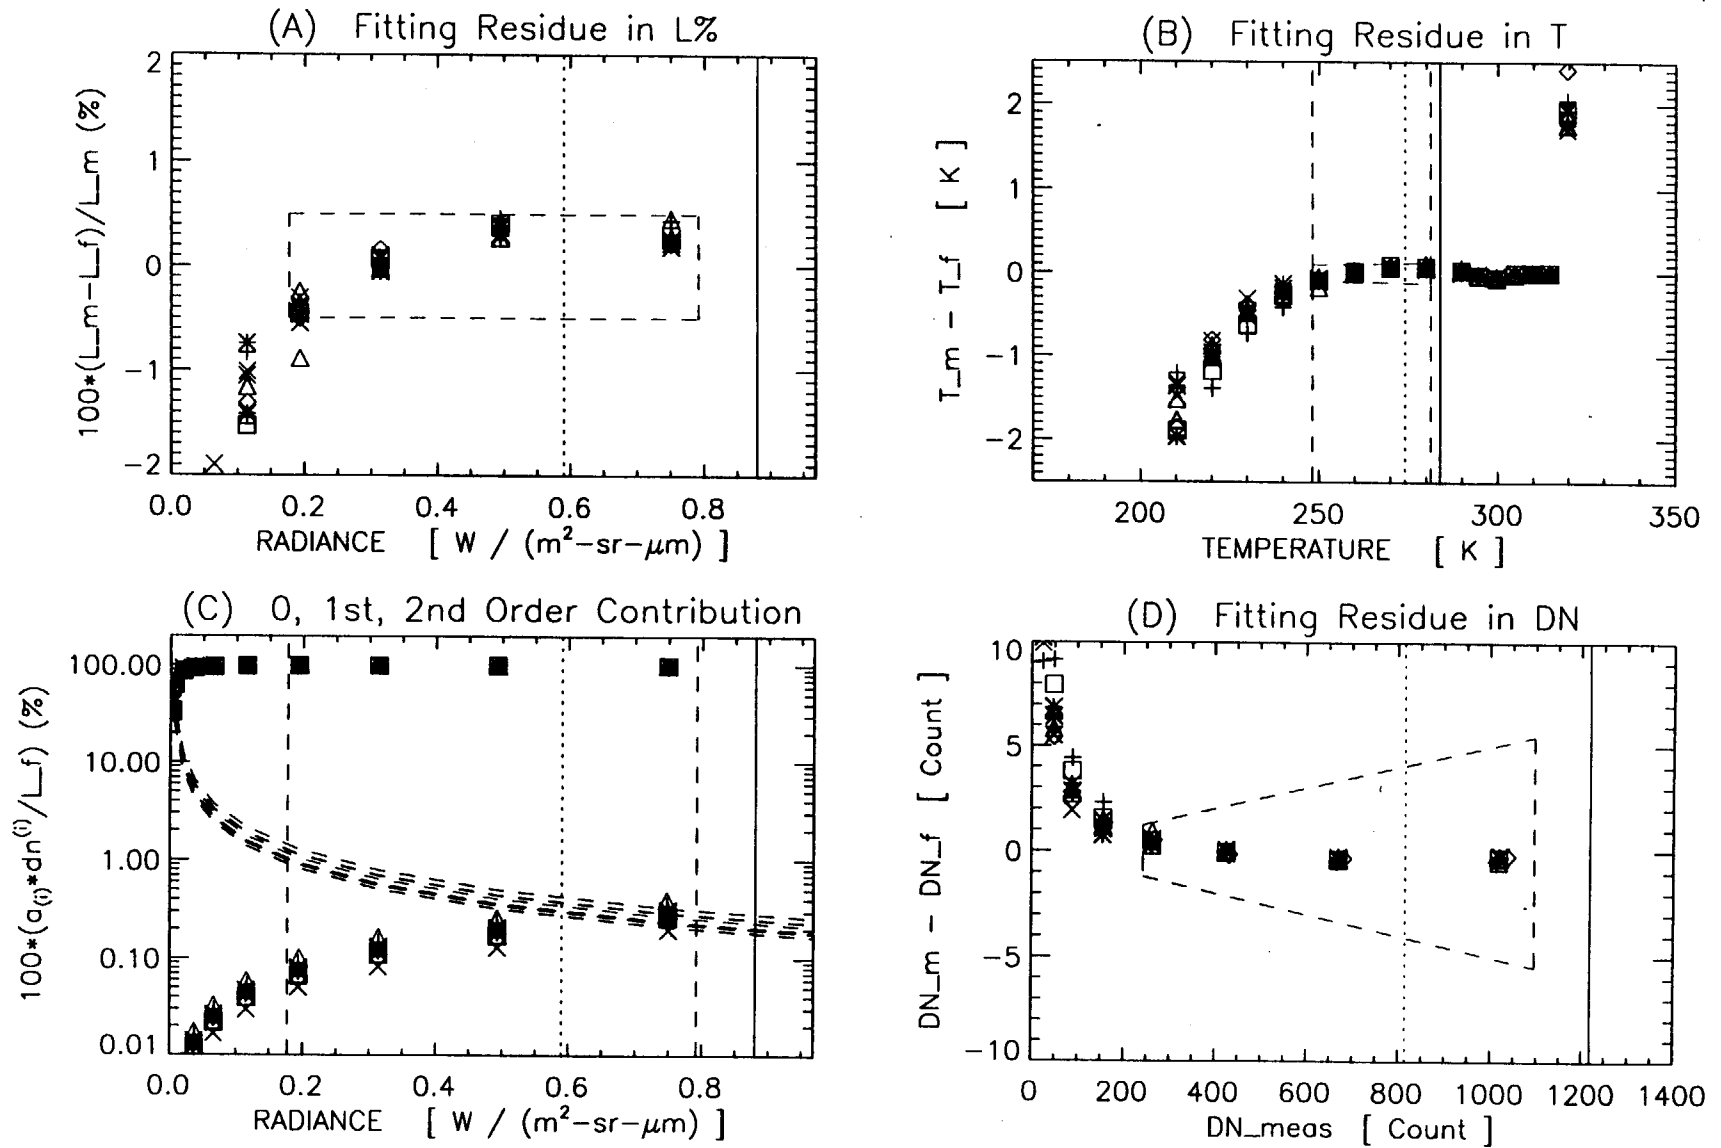 (A) Fitting Residue in L%
100*(L_m−L_f)/L_m (%)
2
1
0
−1
−2
0.0 0.2 0.4 0.6 0.8
RADIANCE [ W / (m²−sr−μm) ]
(B) Fitting Residue in T
T_m − T_f [ K ]
2
1
0
−1
−2
200 250 300 350
TEMPERATURE [ K ]
(C) 0, 1st, 2nd Order Contribution
100*(a₍ᵢ₎*dn⁽ⁱ⁾/L_f) (%)
100.00
10.00
1.00
0.10
0.01
0.0 0.2 0.4 0.6 0.8
RADIANCE [ W / (m²−sr−μm) ]
(D) Fitting Residue in DN
DN_m − DN_f [ Count ]
10
5
0
−5
−10
0 200 400 600 800 1000 1200 1400
DN_meas [ Count ]